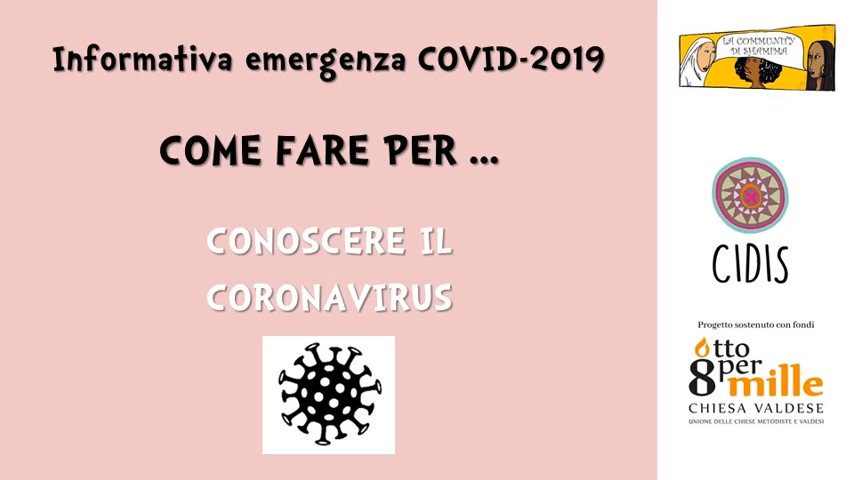 Informativa emergenza COVID-2019
COME FARE PER ...
CONOSCERE IL
CORONAVIRUS
LA COMMUNITY
DI SHAMIMA
CIDIS
Progetto sostenuto con fondi
otto
8 per
mille
CHIESA VALDESE
UNIONE DELLE CHIESE METODISTE E VALDESI